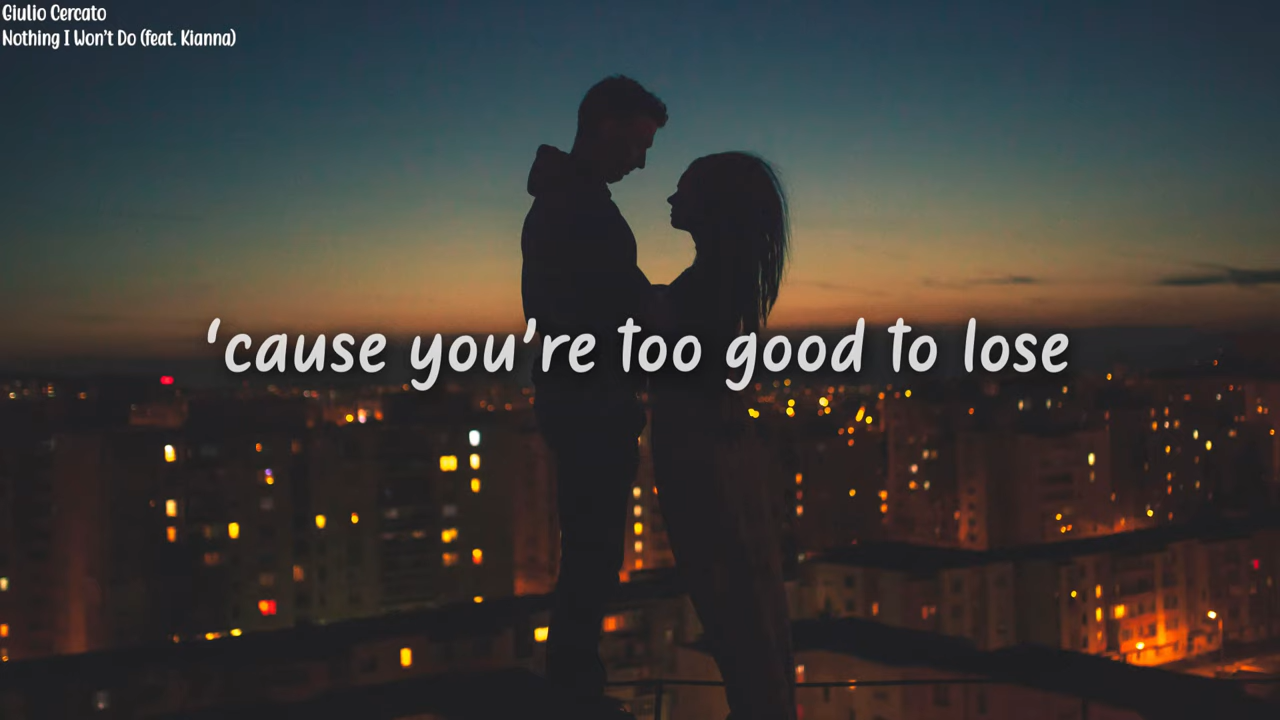 Giulio Cercato
Nothing I Won't Do (feat. Kianna)
‘cause you’re too good to lose